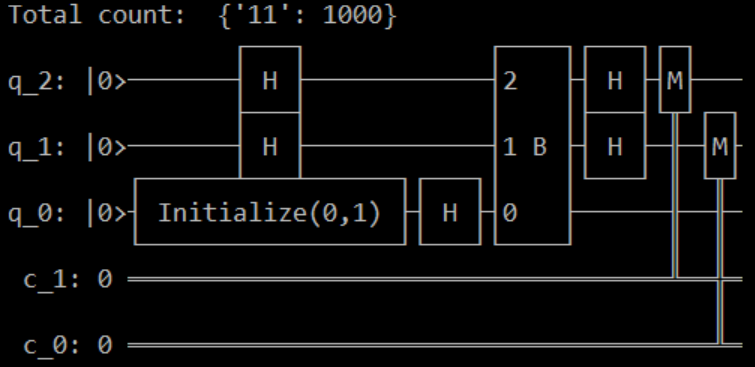 Total count:  {'11': 1000}
q_2: |0> H 2 H M
q_1: |0> H 1 B H M
q_0: |0> Initialize(0,1) H 0
c_1: 0
c_0: 0